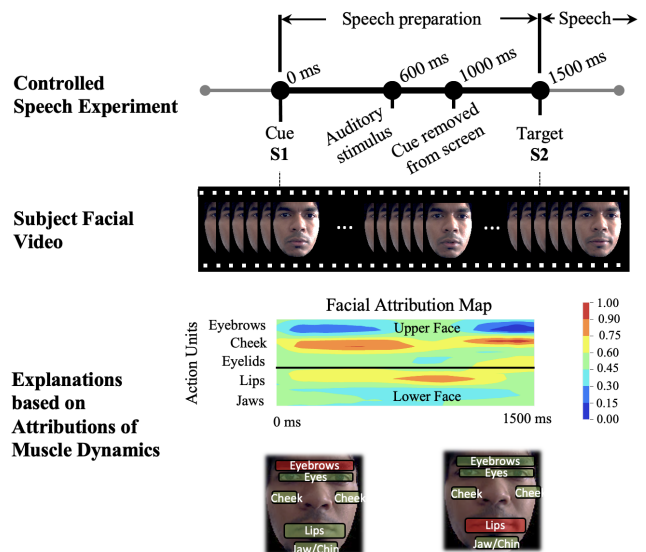 Speech preparation
Speech
Controlled
Speech Experiment
0 ms
600 ms
1000 ms
1500 ms
Cue
S1
Auditory
stimulus
Cue removed
from screen
Target
S2
Subject Facial
Video
...
...
Facial Attribution Map
Action Units
Eyebrows
Cheek
Eyelids
Lips
Jaws
Upper Face
Lower Face
0 ms
1500 ms
1.00
0.90
0.75
0.60
0.45
0.30
0.15
0.00
Explanations
based on
Attributions of
Muscle Dynamics
Eyebrows
Eyes
Cheek
Cheek
Lips
Jaw/Chin
Eyebrows
Eyes
Cheek
Chee
Lips
Jaw/Chin